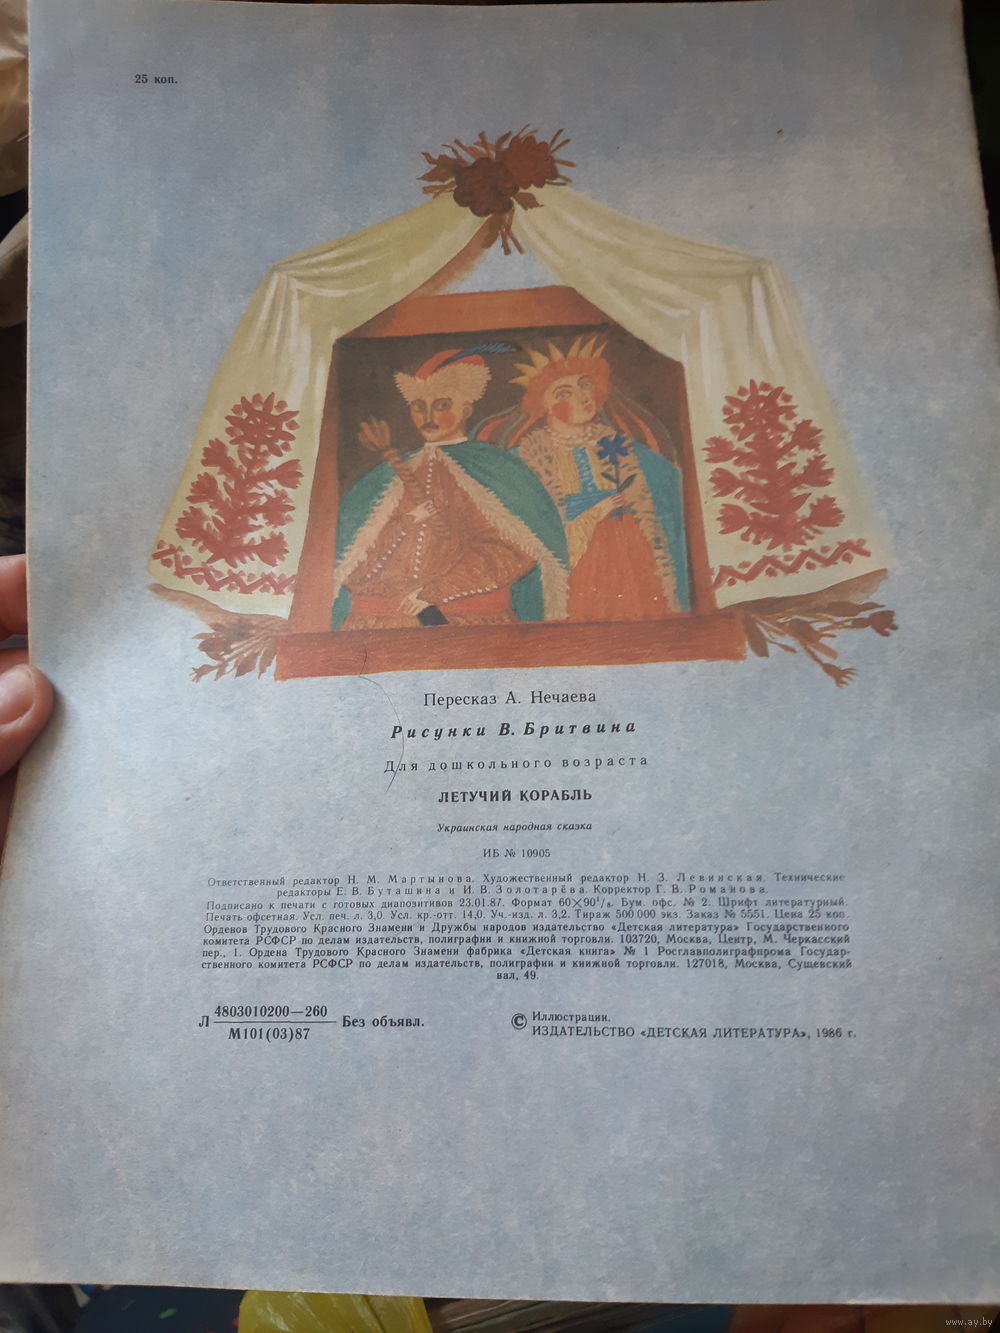 25 коп.
Пересказ А. Нечаева
Рисунки В. Бритвина
Для дошкольного возраста
ЛЕТУЧИЙ КОРАБЛЬ
Украинская народная сказка
ИБ № 10905
Ответственный редактор Н. М. Мартынова. Художественный редактор Н. З. Левинская. Технические
редакторы Е. В. Буташина и И. В. Золотарёва. Корректор Г. В. Романова.
Подписано к печати с готовых диапозитивов 23.01.87. Формат 60×90¹/₈. Бум. офс. № 2. Шрифт литературный.
Печать офсетная. Усл. печ. л. 3,0. Усл. кр.-отт. 14,0. Уч.-изд. л. 3,2. Тираж 500 000 экз. Заказ № 5551. Цена 25 коп.
Орденов Трудового Красного Знамени и Дружбы народов издательство «Детская литература» Государственного
комитета РСФСР по делам издательств, полиграфии и книжной торговли. 103720, Москва, Центр, М. Черкасский
пер., 1. Ордена Трудового Красного Знамени фабрика «Детская книга» № 1 Росглавполиграфпрома Государ-
ственного комитета РСФСР по делам издательств, полиграфии и книжной торговли. 127018, Москва, Сущевский
вал, 49.
Л 4803010200—260 Без объявл.
М101(03)87
© Иллюстрации.
ИЗДАТЕЛЬСТВО «ДЕТСКАЯ ЛИТЕРАТУРА», 1986 г.
www.ay.by